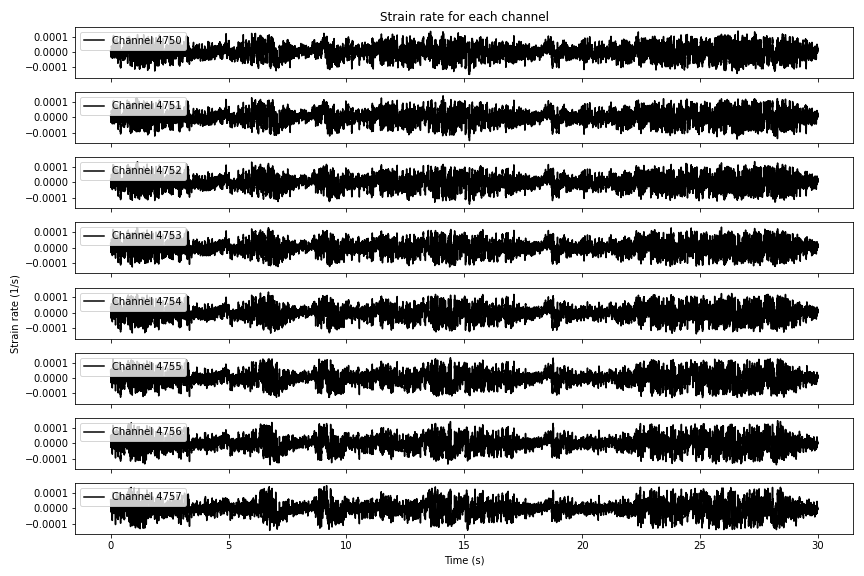 Strain rate for each channel
0.0001
0.0000
−0.0001
Channel 4750
0.0001
0.0000
−0.0001
Channel 4751
0.0001
0.0000
−0.0001
Channel 4752
0.0001
0.0000
−0.0001
Channel 4753
Strain rate (1/s)
0.0001
0.0000
−0.0001
Channel 4754
0.0001
0.0000
−0.0001
Channel 4755
0.0001
0.0000
−0.0001
Channel 4756
0.0001
0.0000
−0.0001
Channel 4757
0 5 10 15 20 25 30
Time (s)